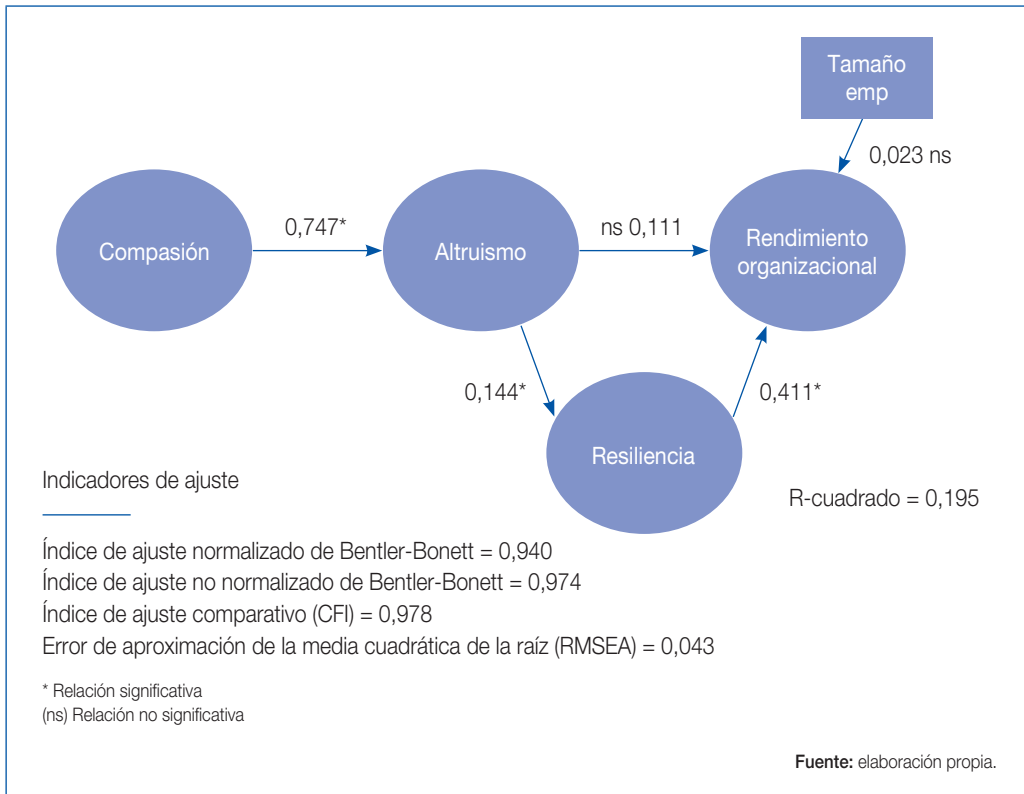 Tamaño
emp
0,023 ns
Compasión
0,747*
Altruismo
ns 0,111
Rendimiento
organizacional
0,144*
Resiliencia
0,411*
R-cuadrado = 0,195
Indicadores de ajuste
Índice de ajuste normalizado de Bentler-Bonett = 0,940
Índice de ajuste no normalizado de Bentler-Bonett = 0,974
Índice de ajuste comparativo (CFI) = 0,978
Error de aproximación de la media cuadrática de la raíz (RMSEA) = 0,043
* Relación significativa
(ns) Relación no significativa
Fuente: elaboración propia.